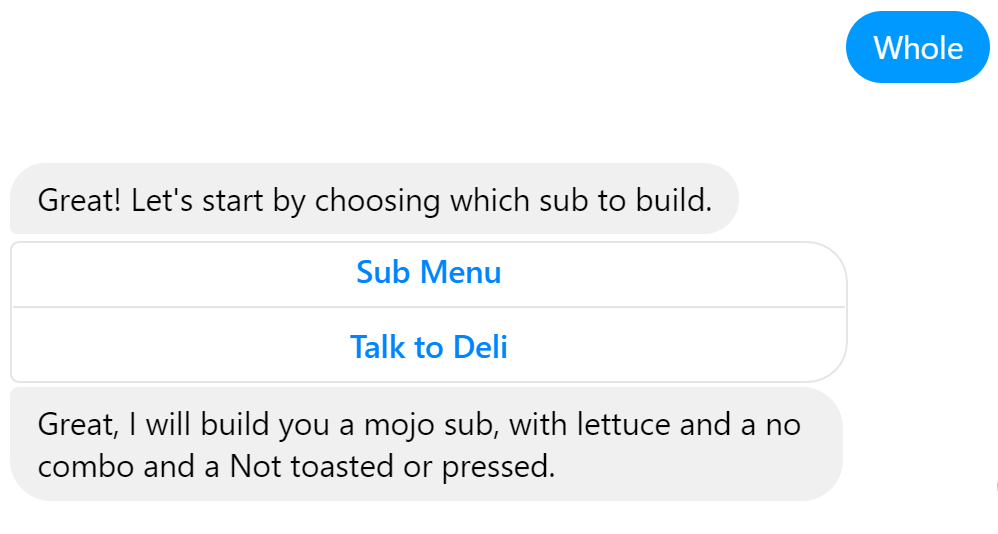 Whole
Great! Let's start by choosing which sub to build.
Sub Menu
Talk to Deli
Great, I will build you a mojo sub, with lettuce and a no
combo and a Not toasted or pressed.